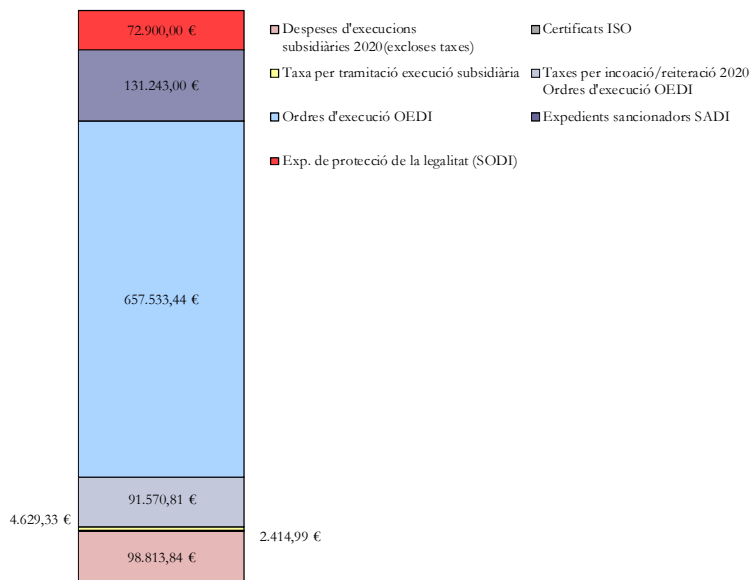 72.900,00 €
131.243,00 €
657.533,44 €
91.570,81 €
4.629,33 €
2.414,99 €
98.813,84 €
Despeses d'execucions
subsidiàries 2020(excloses taxes)
Certificats ISO
Taxa per tramitació execució subsidiària
Taxes per incoació/reiteració 2020
Ordres d'execució OEDI
Ordres d'execució OEDI
Expedients sancionadors SADI
Exp. de protecció de la legalitat (SODI)